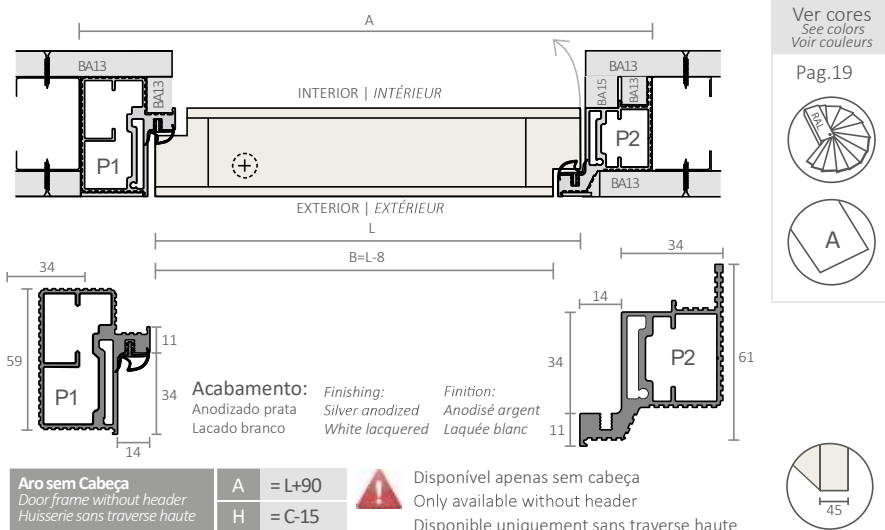 A
BA13
BA13
INTERIOR | INTÉRIEUR
BA13
BA15
BA13
P1
P2
BA13
EXTERIOR | EXTÉRIEUR
L
B=L-8
34
59
P1
11
34
14
34
14
34
11
P2
61
Acabamento:
Anodizado prata
Lacado branco
Finishing:
Silver anodized
White lacquered
Finition:
Anodisé argent
Laquée blanc
Aro sem Cabeça
Door frame without header
Huisserie sans traverse haute
A = L+90
H = C-15
Disponível apenas sem cabeça
Only available without header
Disponible uniquement sans traverse haute
Ver cores
See colors
Voir couleurs
Pag.19
RAL
A
45